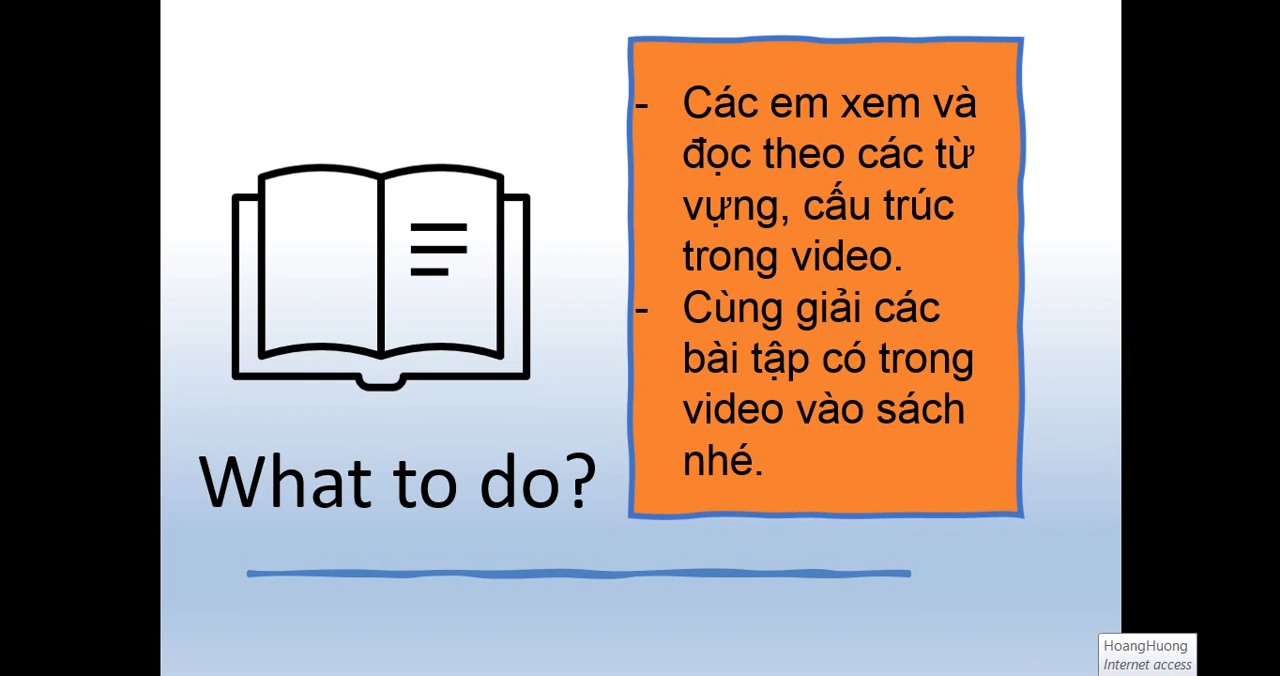 What to do?
- Các em xem và
đọc theo các từ
vựng, cấu trúc
trong video.
- Cùng giải các
bài tập có trong
video vào sách
nhé.
HoangHuong
Internet access